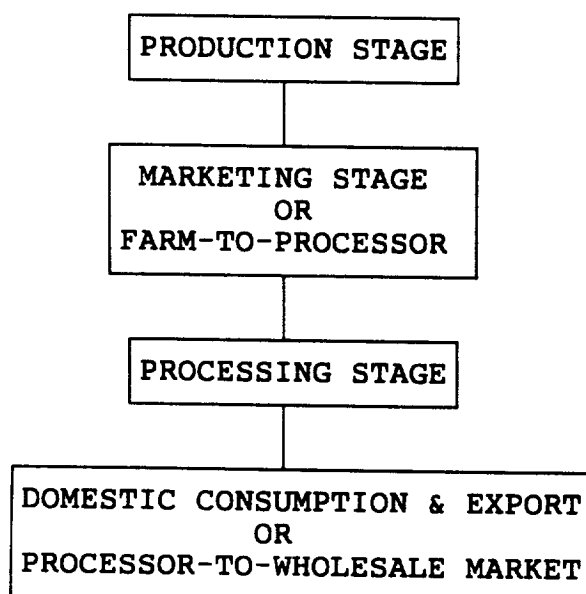 PRODUCTION STAGE
MARKETING STAGE
OR
FARM-TO-PROCESSOR
PROCESSING STAGE
DOMESTIC CONSUMPTION & EXPORT
OR
PROCESSOR-TO-WHOLESALE MARKET